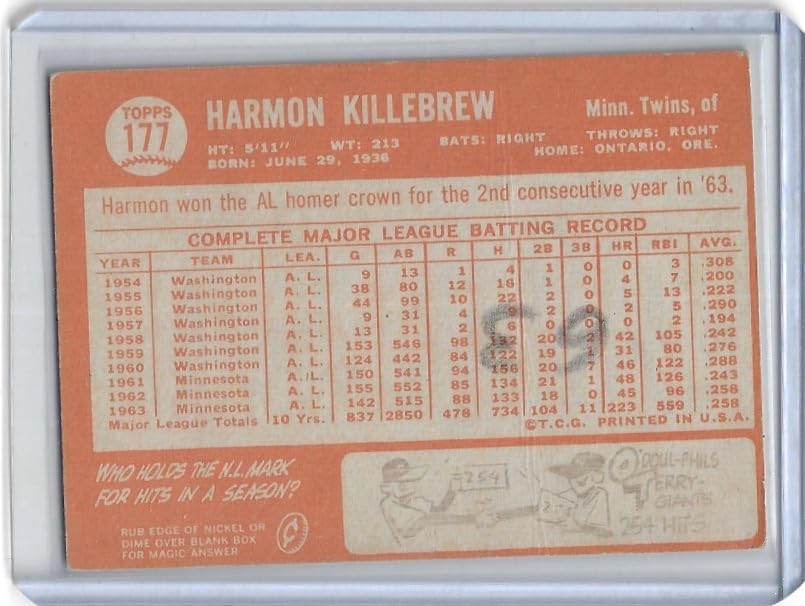 TOPPS
177
HARMON KILLEBREW
Minn. Twins, of
HT: 5'11" WT: 213 BATS: RIGHT THROWS: RIGHT
BORN: JUNE 29, 1936 HOME: ONTARIO, ORE.
Harmon won the AL homer crown for the 2nd consecutive year in '63.
COMPLETE MAJOR LEAGUE BATTING RECORD
YEAR TEAM LEA. G AB R H 2B 3B HR RBI AVG.
1954 Washington A. L. 9 13 1 4 1 0 0 3 .308
1955 Washington A. L. 38 80 12 16 1 0 4 7 .200
1956 Washington A. L. 44 99 10 22 2 0 5 13 .222
1957 Washington A. L. 9 31 4 9 2 0 2 5 .290
1958 Washington A. L. 13 31 2 6 0 0 0 2 .194
1959 Washington A. L. 153 546 98 132 20 2 42 105 .242
1960 Washington A. L. 124 442 84 122 19 1 31 80 .276
1961 Minnesota A. L. 150 541 94 156 20 7 46 122 .288
1962 Minnesota A. L. 155 552 85 134 21 1 48 126 .243
1963 Minnesota A. L. 142 515 88 133 18 0 45 96 .258
Major League Totals 10 Yrs. 837 2850 478 734 104 11 223 559 .258
©T.C.G. PRINTED IN U.S.A.
WHO HOLDS THE N.L. MARK
FOR HITS IN A SEASON?
RUB EDGE OF NICKEL OR
DIME OVER BLANK BOX
FOR MAGIC ANSWER
254
O'DOUL-PHILS
TERRY-
GIANTS
254 HITS